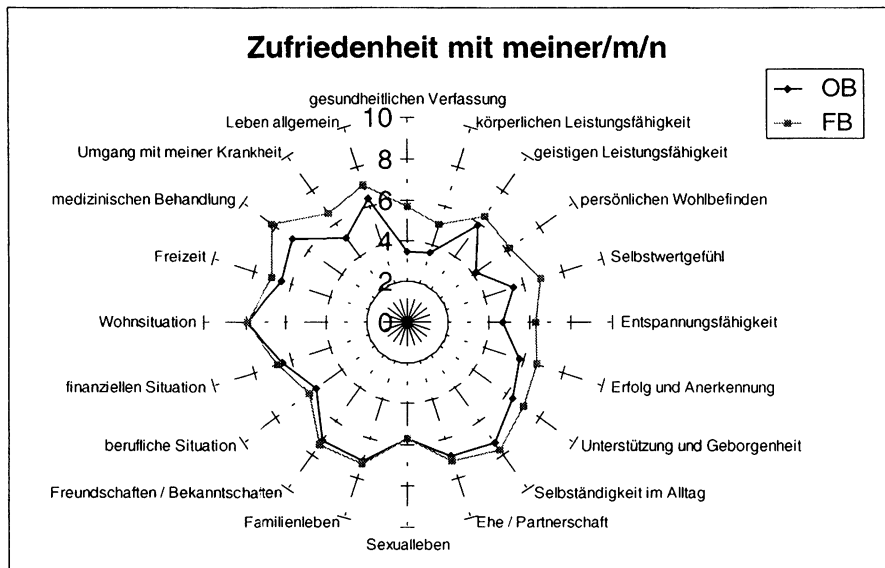 Zufriedenheit mit meiner/m/n
OB
FB
gesundheitlichen Verfassung
körperlichen Leistungsfähigkeit
geistigen Leistungsfähigkeit
persönlichen Wohlbefinden
Selbstwertgefühl
Entspannungsfähigkeit
Erfolg und Anerkennung
Unterstützung und Geborgenheit
Selbständigkeit im Alltag
Ehe / Partnerschaft
Sexualleben
Familienleben
Freundschaften / Bekanntschaften
berufliche Situation
finanziellen Situation
Wohnsituation
Freizeit
medizinischen Behandlung
Umgang mit meiner Krankheit
Leben allgemein
10
8
6
4
2
0